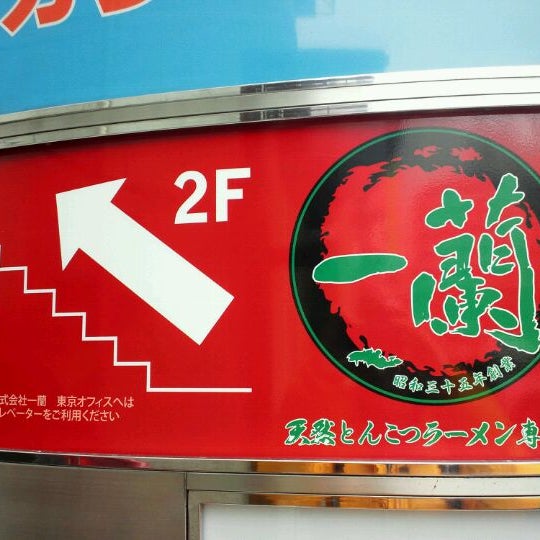 2F
一蘭
昭和三十五年創業
天然とんこつラーメン専
式会社一蘭 東京オフィスへは
レベーターをご利用ください